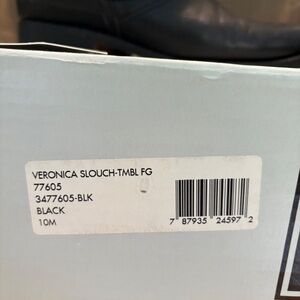 VERONICA SLOUCH-TMBL FG
77605
3477605-BLK
BLACK
10M
7 87935 24597 2